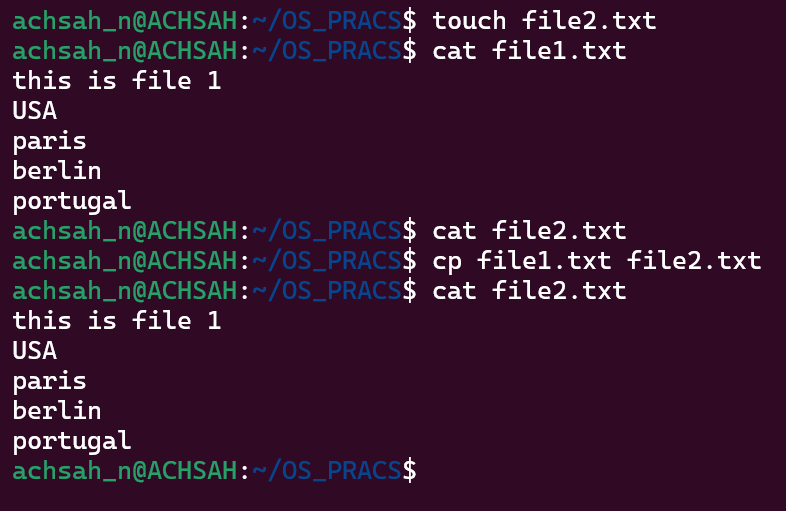 achsah_n@ACHSAH:~/OS_PRACS$ touch file2.txt
achsah_n@ACHSAH:~/OS_PRACS$ cat file1.txt
this is file 1
USA
paris
berlin
portugal
achsah_n@ACHSAH:~/OS_PRACS$ cat file2.txt
achsah_n@ACHSAH:~/OS_PRACS$ cp file1.txt file2.txt
achsah_n@ACHSAH:~/OS_PRACS$ cat file2.txt
this is file 1
USA
paris
berlin
portugal
achsah_n@ACHSAH:~/OS_PRACS$